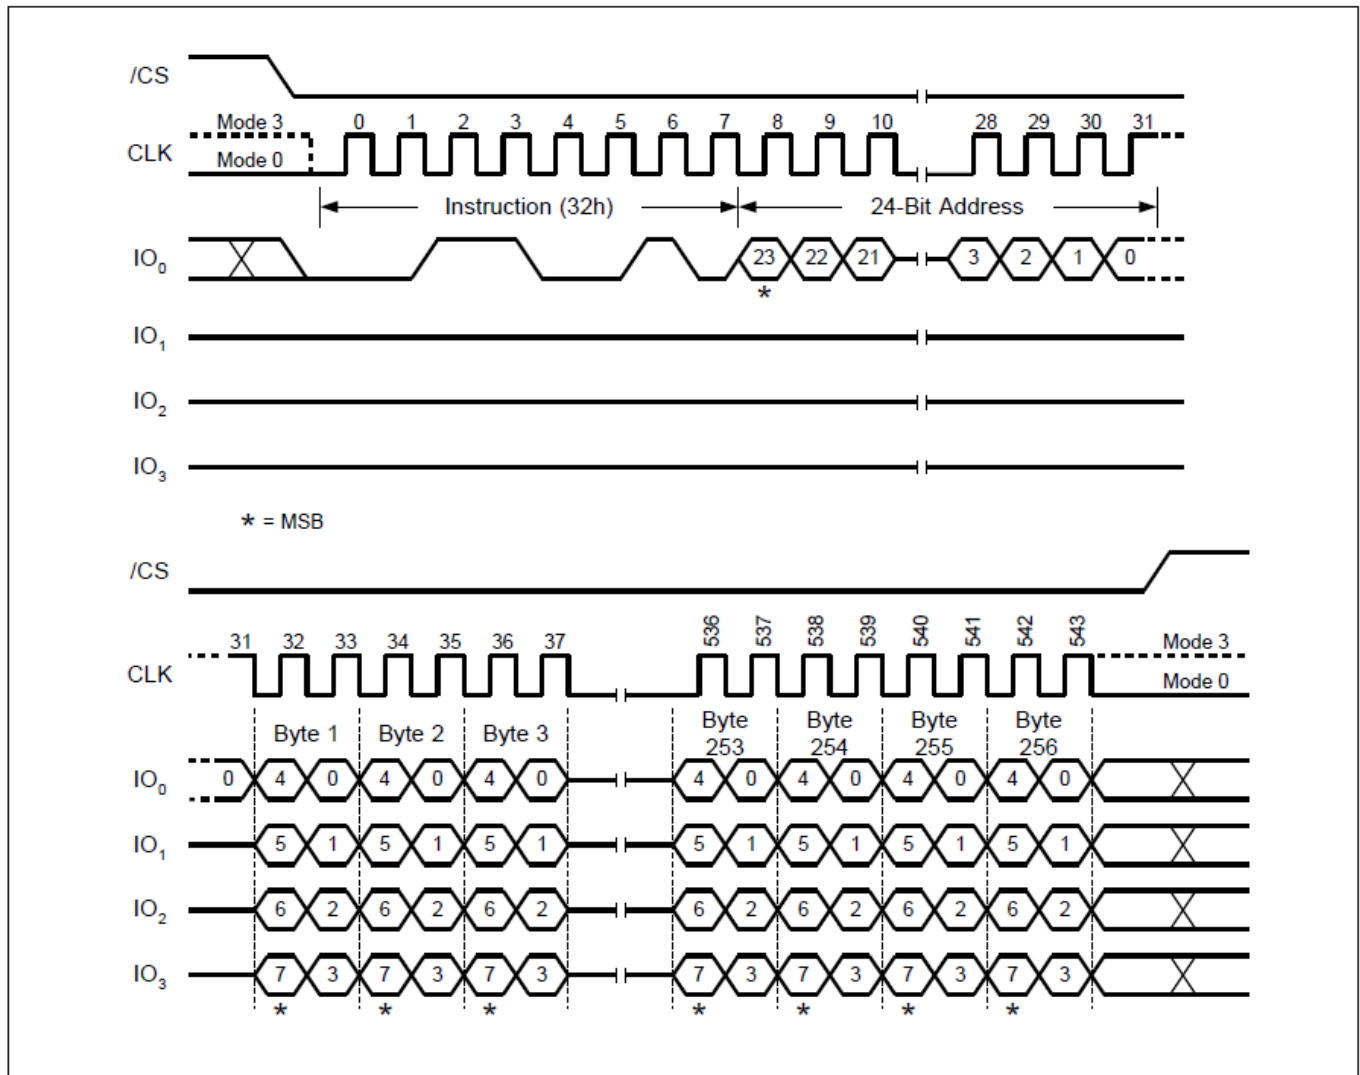 /CS
Mode 3 0 1 2 3 4 5 6 7 8 9 10 28 29 30 31
CLK
Mode 0
Instruction (32h) 24-Bit Address
IO0 23 22 21 3 2 1 0
*
IO1
IO2
IO3
* = MSB
/CS
31 32 33 34 35 36 37 536 537 538 539 540 541 542 543 Mode 3
CLK
Mode 0
Byte 1 Byte 2 Byte 3 Byte 253 Byte 254 Byte 255 Byte 256
IO0 0 4 0 4 0 4 0 4 0 4 0 4 0 4 0
IO1 5 1 5 1 5 1 5 1 5 1 5 1 5 1
IO2 6 2 6 2 6 2 6 2 6 2 6 2 6 2
IO3 7 3 7 3 7 3 7 3 7 3 7 3 7 3
* * * * * * *